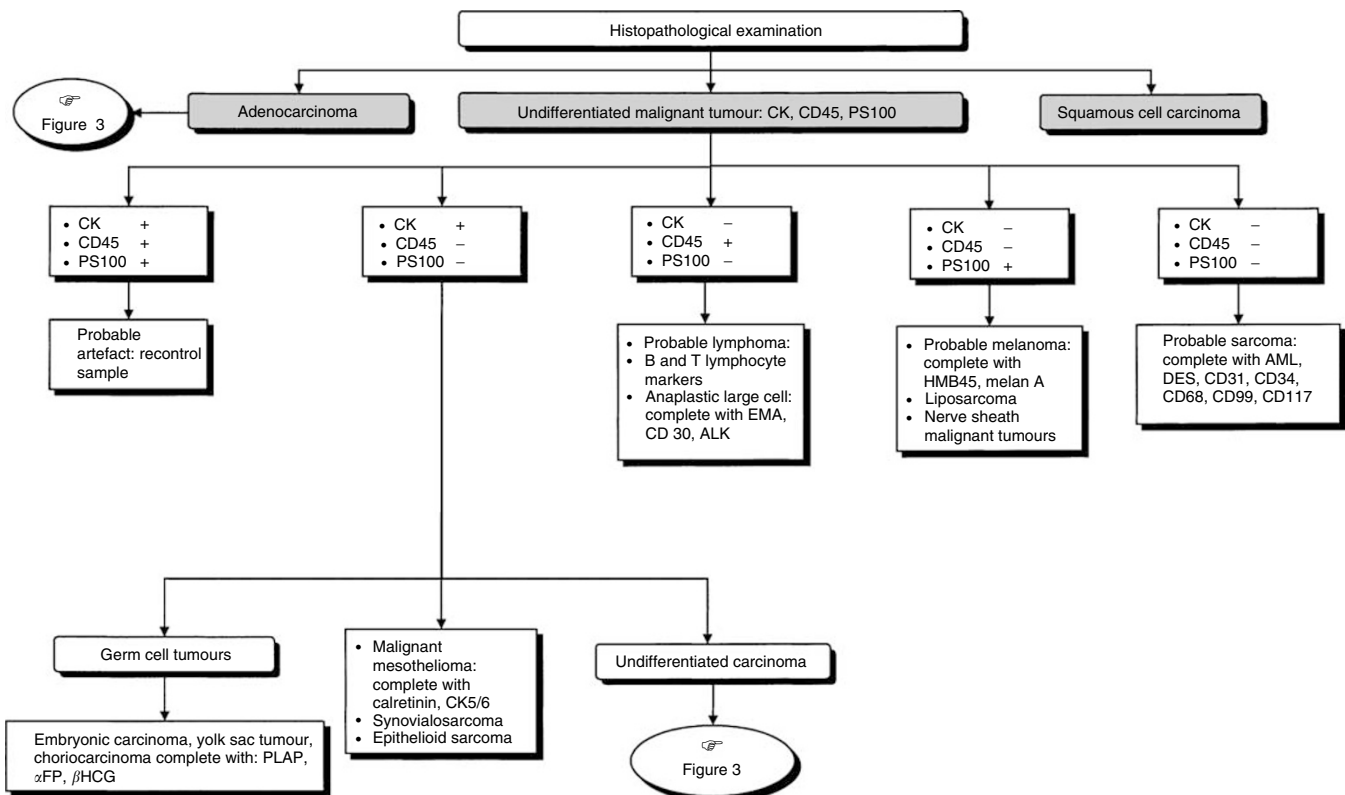 Histopathological examination
☞
Figure 3
Adenocarcinoma
Undifferentiated malignant tumour: CK, CD45, PS100
Squamous cell carcinoma
• CK +
• CD45 +
• PS100 +
• CK +
• CD45 –
• PS100 –
• CK –
• CD45 +
• PS100 –
• CK –
• CD45 –
• PS100 +
• CK –
• CD45 –
• PS100 –
Probable
artefact: recontrol
sample
• Probable lymphoma:
• B and T lymphocyte
markers
• Anaplastic large cell:
complete with EMA,
CD 30, ALK
• Probable melanoma:
complete with
HMB45, melan A
• Liposarcoma
• Nerve sheath
malignant tumours
Probable sarcoma:
complete with AML,
DES, CD31, CD34,
CD68, CD99, CD117
Germ cell tumours
• Malignant
mesothelioma:
complete with
calretinin, CK5/6
• Synovialosarcoma
• Epithelioid sarcoma
Undifferentiated carcinoma
Embryonic carcinoma, yolk sac tumour,
choriocarcinoma complete with: PLAP,
αFP, βHCG
☞
Figure 3